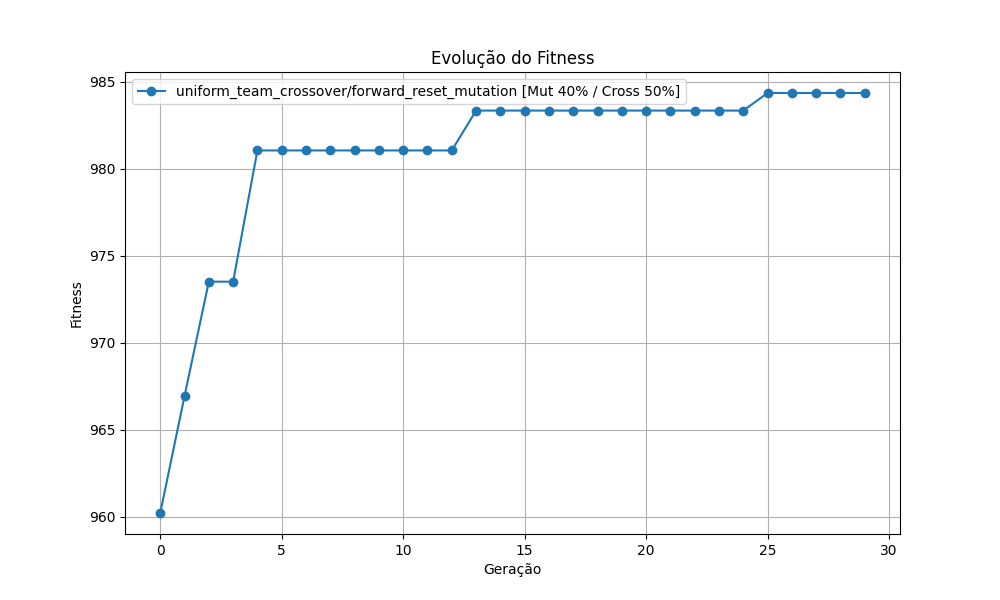 Evolução do Fitness
uniform_team_crossover/forward_reset_mutation [Mut 40% / Cross 50%]
985
980
975
970
965
960
Fitness
0 5 10 15 20 25 30
Geração